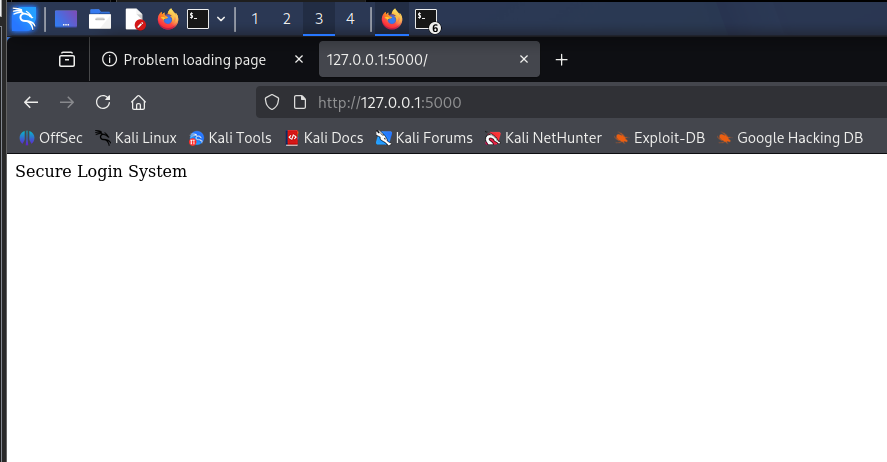 1 2 3 4 6
Problem loading page 127.0.0.1:5000/
http://127.0.0.1:5000
OffSec Kali Linux Kali Tools Kali Docs Kali Forums Kali NetHunter Exploit-DB Google Hacking DB
Secure Login System